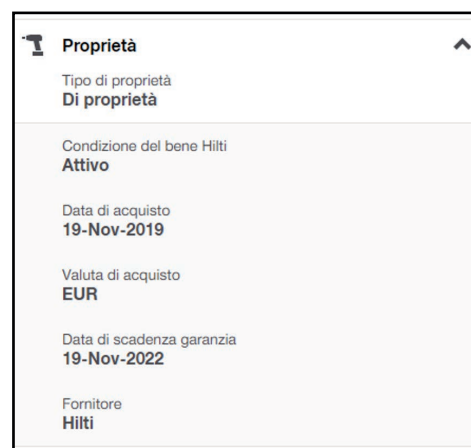 Proprietà
Tipo di proprietà
Di proprietà
Condizione del bene Hilti
Attivo
Data di acquisto
19-Nov-2019
Valuta di acquisto
EUR
Data di scadenza garanzia
19-Nov-2022
Fornitore
Hilti